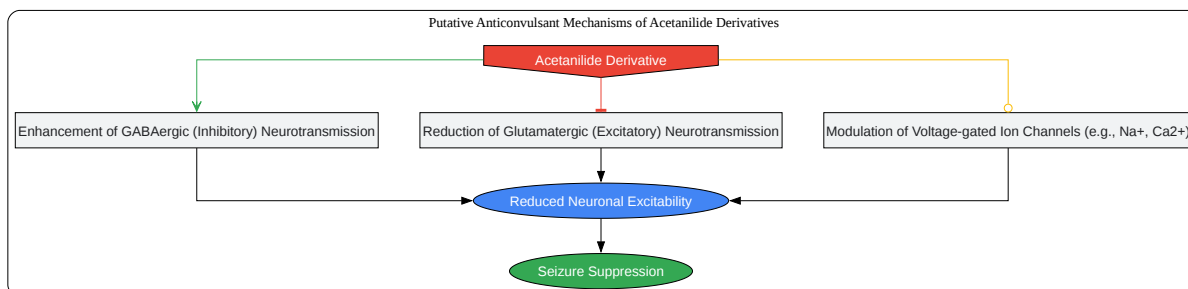 Putative Anticonvulsant Mechanisms of Acetanilide Derivatives
Acetanilide Derivative
Enhancement of GABAergic (Inhibitory) Neurotransmission
Reduction of Glutamatergic (Excitatory) Neurotransmission
Modulation of Voltage-gated Ion Channels (e.g., Na+, Ca2+)
Reduced Neuronal Excitability
Seizure Suppression